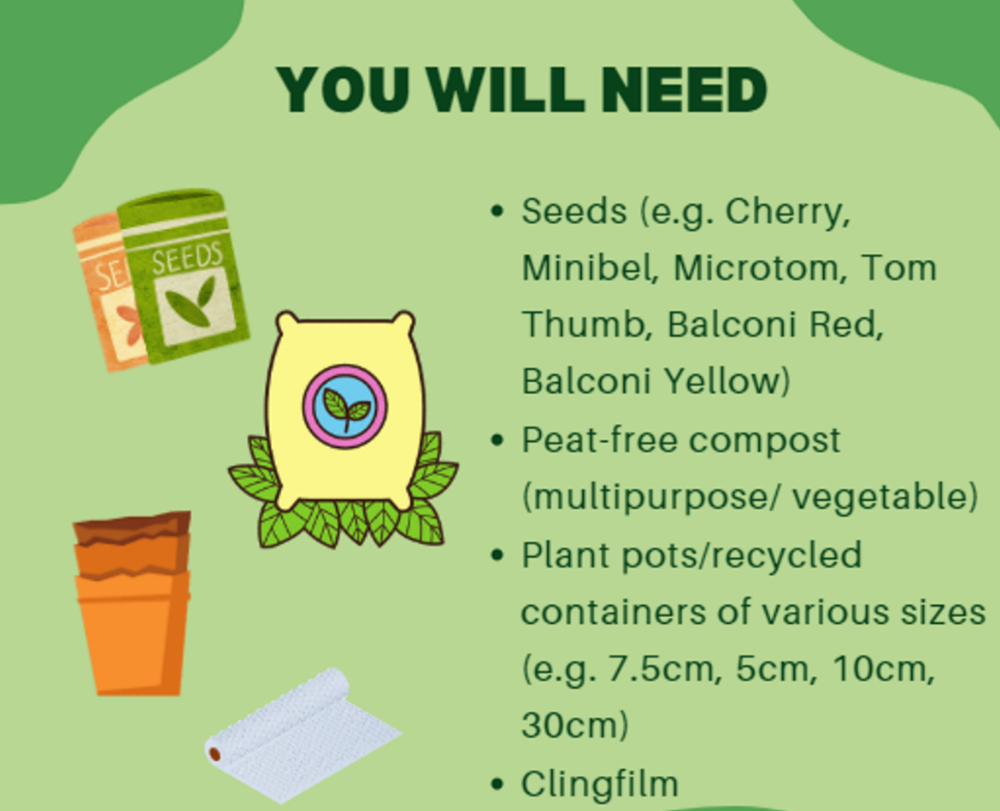 YOU WILL NEED
SEEDS
SE
• Seeds (e.g. Cherry,
Minibel, Microtom, Tom
Thumb, Balconi Red,
Balconi Yellow)
• Peat-free compost
(multipurpose/ vegetable)
• Plant pots/recycled
containers of various sizes
(e.g. 7.5cm, 5cm, 10cm,
30cm)
• Clingfilm